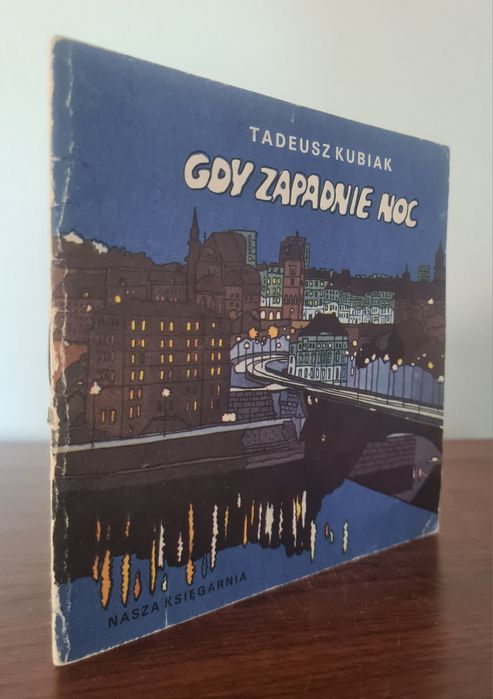 TADEUSZ KUBIAK
GDY ZAPADNIE NOC
NASZA KSIĘGARNIA